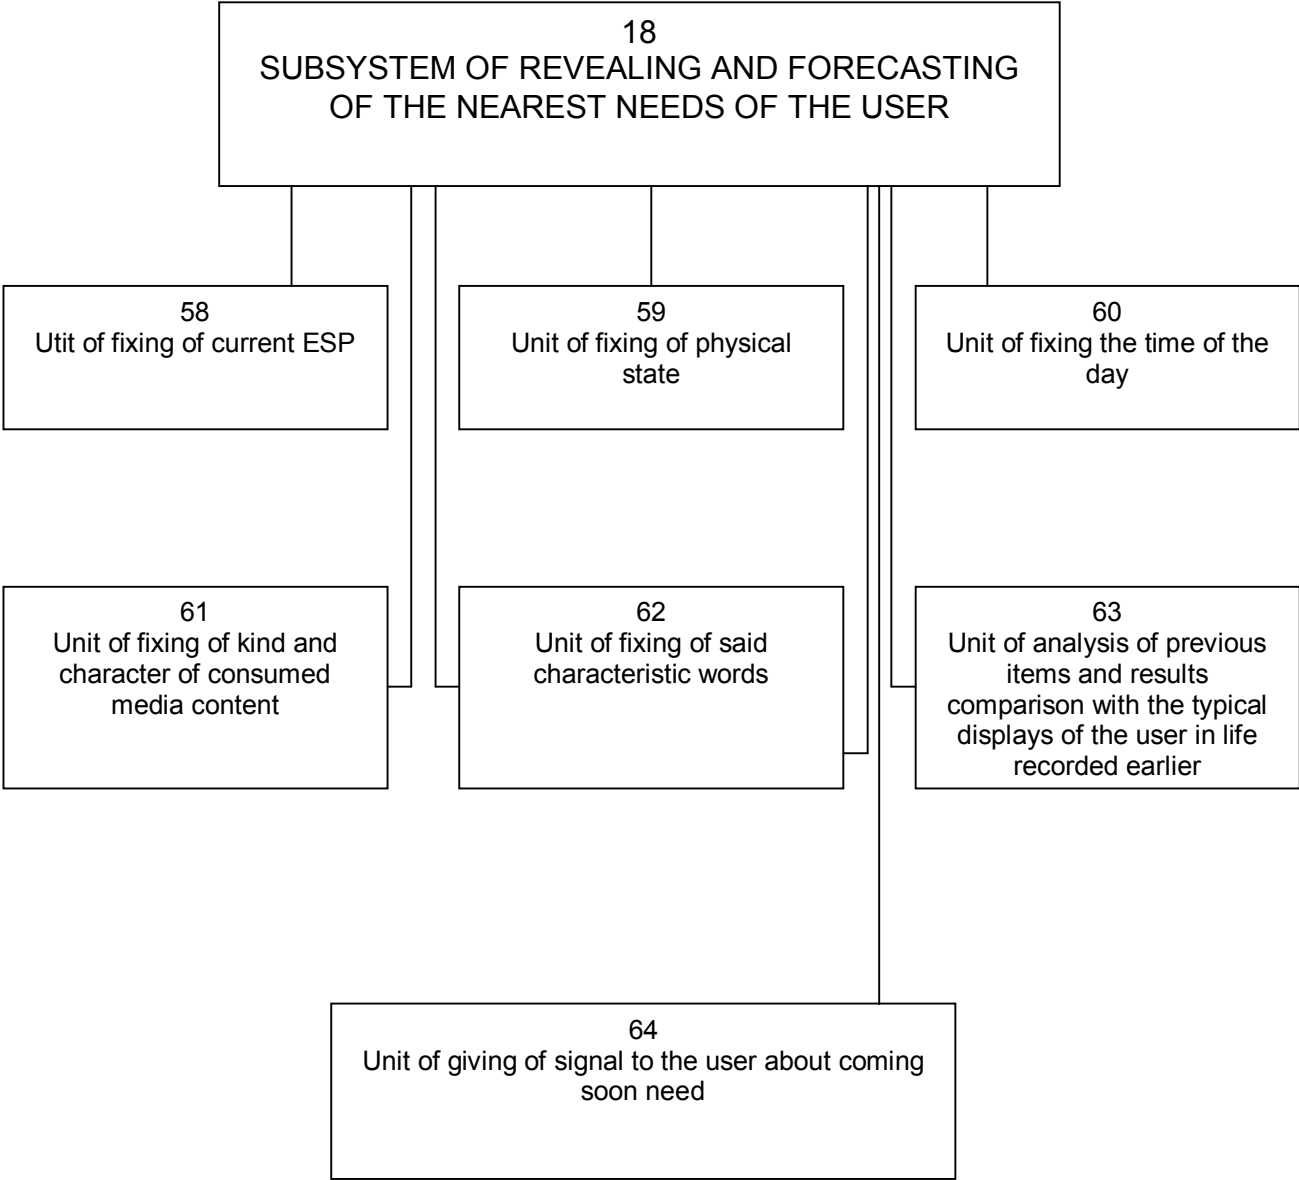 18
SUBSYSTEM OF REVEALING AND FORECASTING
OF THE NEAREST NEEDS OF THE USER
58
Utit of fixing of current ESP
59
Unit of fixing of physical
state
60
Unit of fixing the time of the
day
61
Unit of fixing of kind and
character of consumed
media content
62
Unit of fixing of said
characteristic words
63
Unit of analysis of previous
items and results
comparison with the typical
displays of the user in life
recorded earlier
64
Unit of giving of signal to the user about coming
soon need